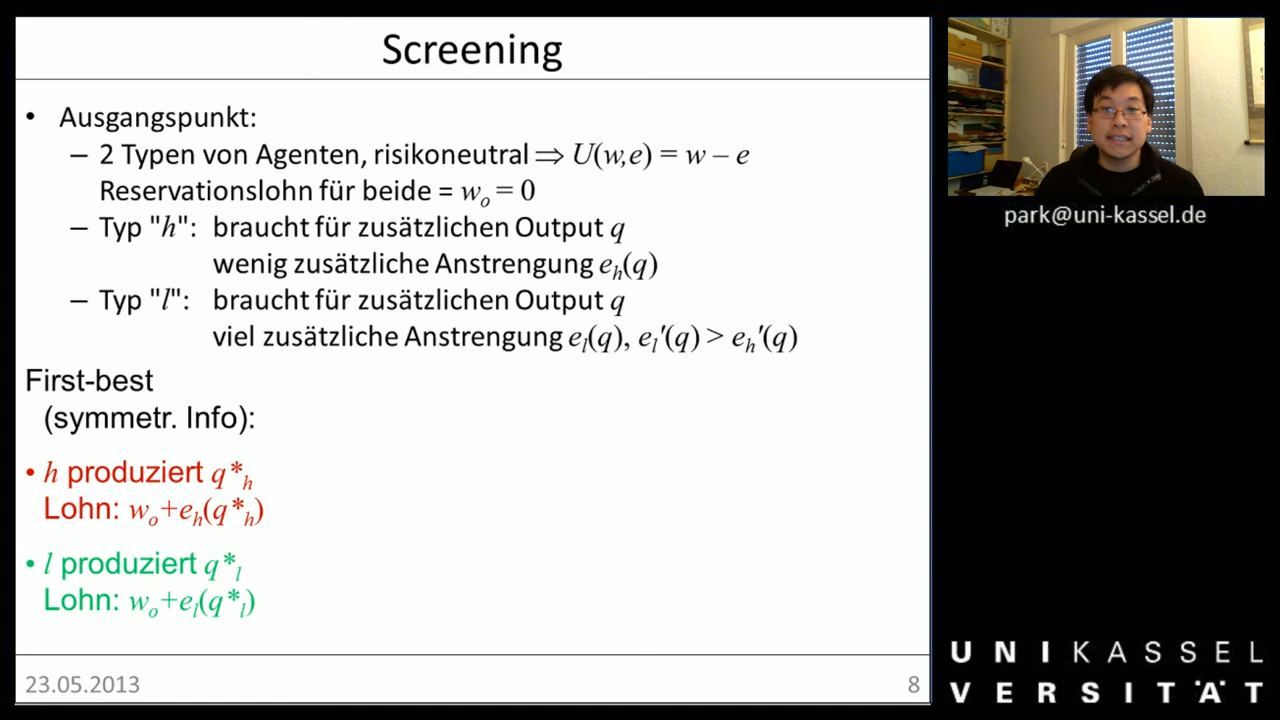 Screening
• Ausgangspunkt:
– 2 Typen von Agenten, risikoneutral ⇒ U(w,e) = w – e
Reservationslohn für beide = wₒ = 0
– Typ "h": braucht für zusätzlichen Output q
wenig zusätzliche Anstrengung eₕ(q)
– Typ "l": braucht für zusätzlichen Output q
viel zusätzliche Anstrengung eₗ(q), eₗ'(q) > eₕ'(q)
First-best
(symmetr. Info):
• h produziert q*ₕ
Lohn: wₒ+eₕ(q*ₕ)
• l produziert q*ₗ
Lohn: wₒ+eₗ(q*ₗ)
23.05.2013
8
park@uni-kassel.de
UNIKASSEL
VERSITÄT